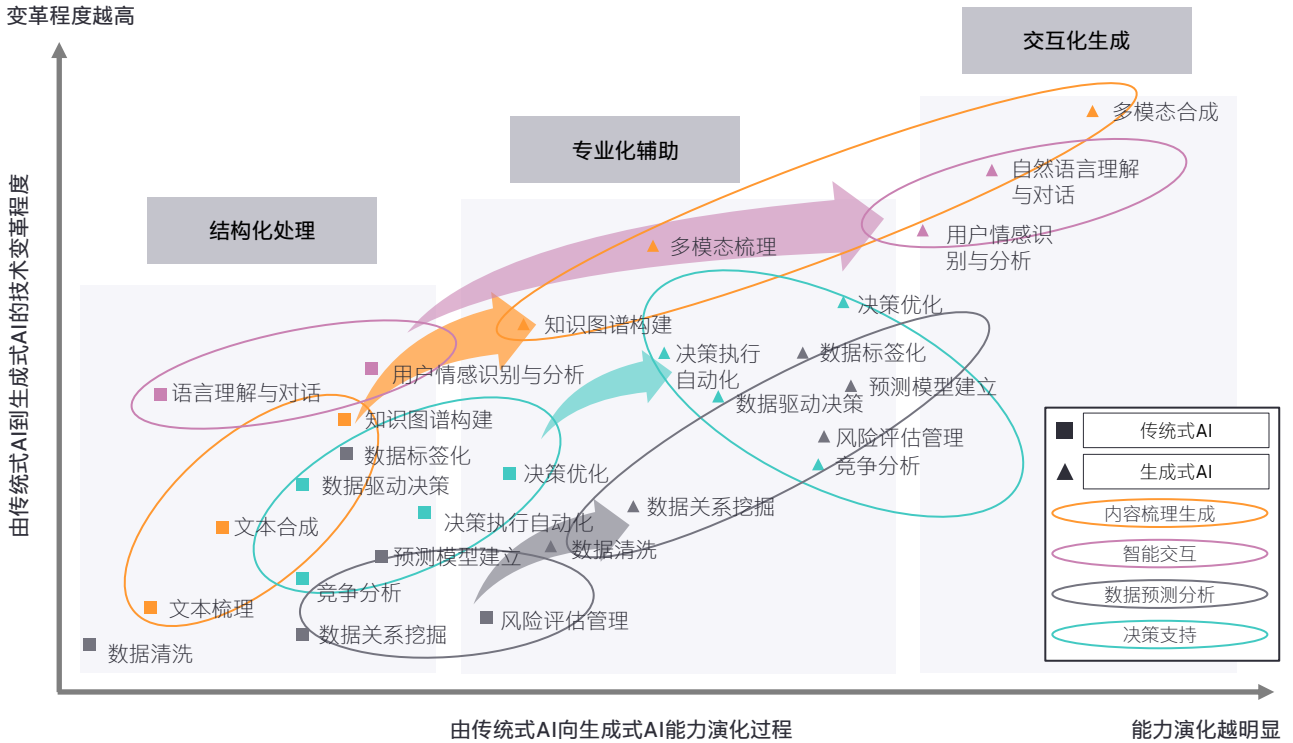 变革程度越高
交互化生成
专业化辅助
结构化处理
由传统式AI到生成式AI的技术变革程度
多模态合成
自然语言理解
与对话
用户情感识
别与分析
多模态梳理
决策优化
知识图谱构建
决策执行
自动化
数据标签化
预测模型建立
数据驱动决策
风险评估管理
竞争分析
数据关系挖掘
数据清洗
用户情感识别与分析
语言理解与对话
知识图谱构建
数据标签化
数据驱动决策
决策优化
文本合成
决策执行自动化
预测模型建立
竞争分析
文本梳理
风险评估管理
数据关系挖掘
数据清洗
传统式AI
生成式AI
内容梳理生成
智能交互
数据预测分析
决策支持
由传统式AI向生成式AI能力演化过程
能力演化越明显